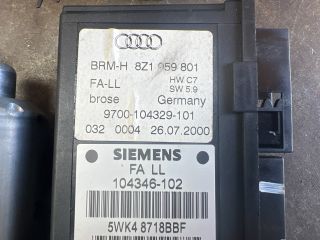 BRM-H 8Z1 959 801
FA-LL HW C7
SW 5.9
brose Germany
9700-104329-101
032 0004 26.07.2000
SIEMENS
FA LL
104346-102
5WK4 8718BBF